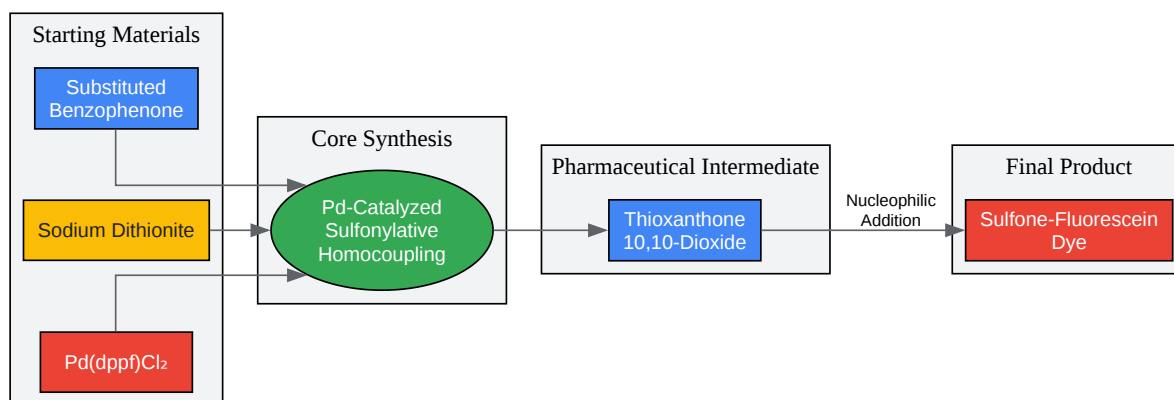 Starting Materials
Substituted
Benzophenone
Sodium Dithionite
Pd(dppf)Cl₂
Core Synthesis
Pd-Catalyzed
Sulfonylative
Homocoupling
Pharmaceutical Intermediate
Thioxanthone
10,10-Dioxide
Nucleophilic
Addition
Final Product
Sulfone-Fluorescein
Dye